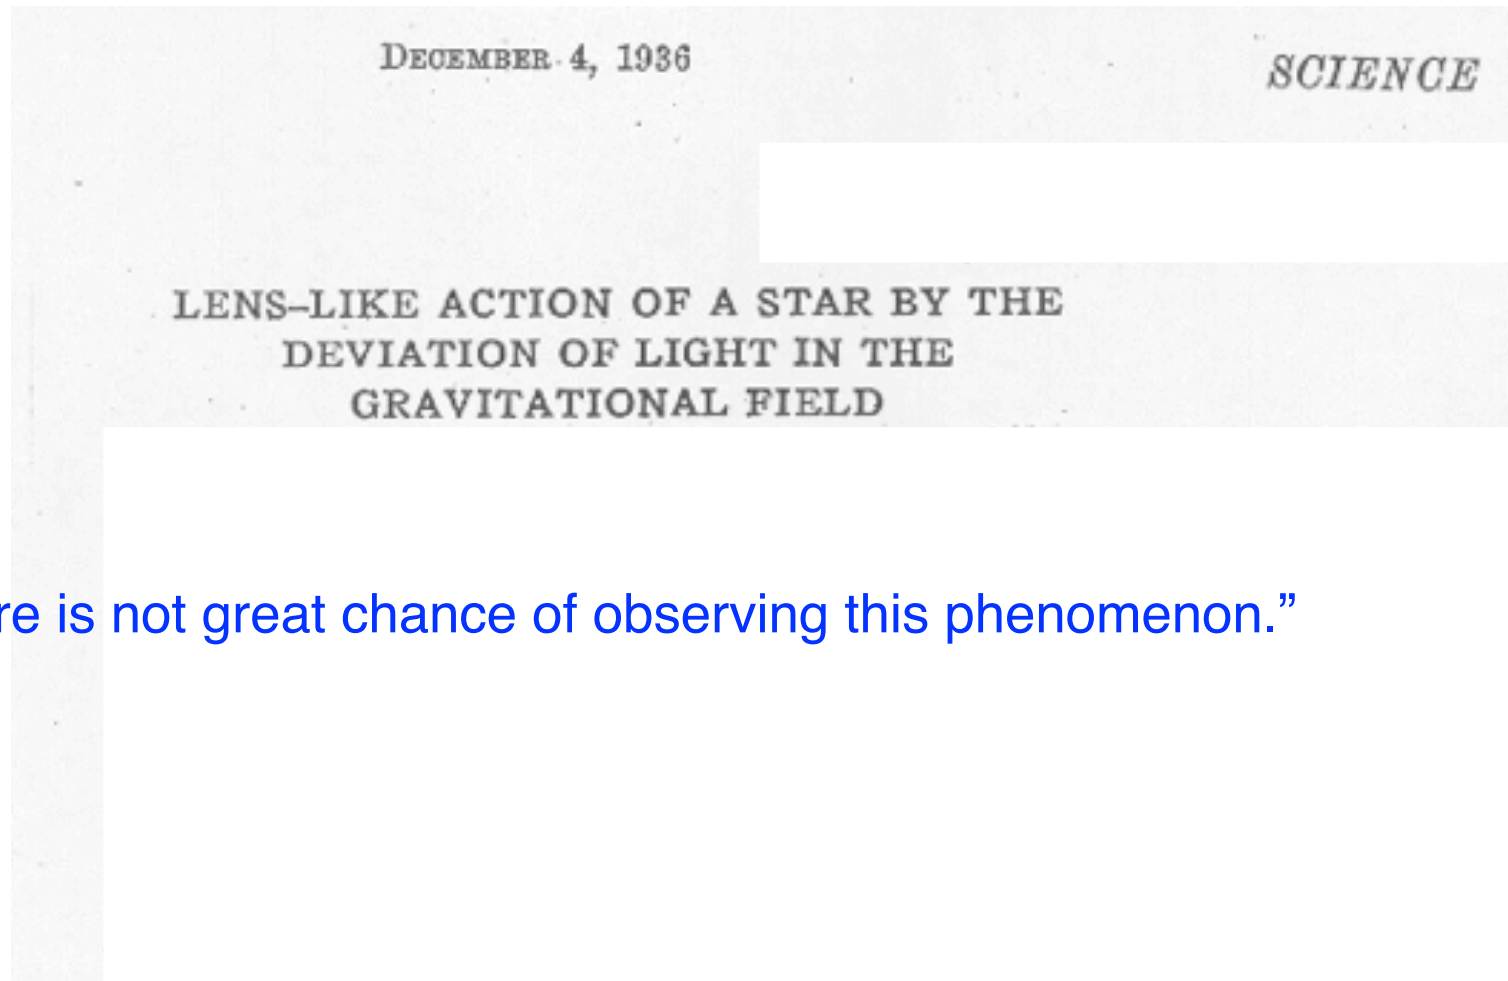 DECEMBER 4, 1936
SCIENCE
LENS–LIKE ACTION OF A STAR BY THE
DEVIATION OF LIGHT IN THE
GRAVITATIONAL FIELD
is not great chance of observing this phenomenon.”